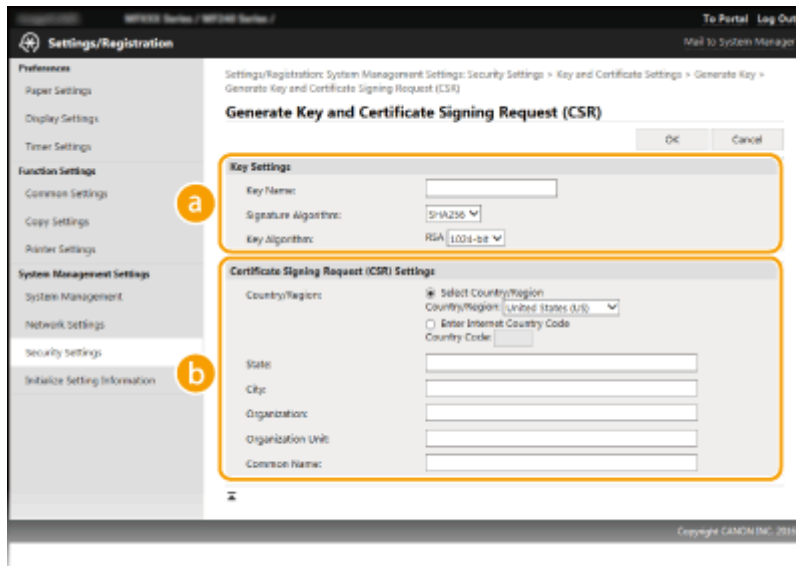 MFXXX Series / MF240 Series /
To Portal Log Out
Settings/Registration
Mail to System Manager
Preferences
Paper Settings
Display Settings
Timer Settings
Function Settings
Common Settings
Copy Settings
Printer Settings
System Management Settings
System Management
Network Settings
Security Settings
Initialize Setting Information
Settings/Registration: System Management Settings: Security Settings > Key and Certificate Settings > Generate Key >
Generate Key and Certificate Signing Request (CSR)
Generate Key and Certificate Signing Request (CSR)
OK Cancel
a
Key Settings
Key Name:
Signature Algorithm: SHA256
Key Algorithm: RSA 1024-bit
b
Certificate Signing Request (CSR) Settings
Country/Region: Select Country/Region
Country/Region: United States (US)
Enter Internet Country Code
Country Code:
State:
City:
Organization:
Organization Unit:
Common Name:
Copyright CANON INC.